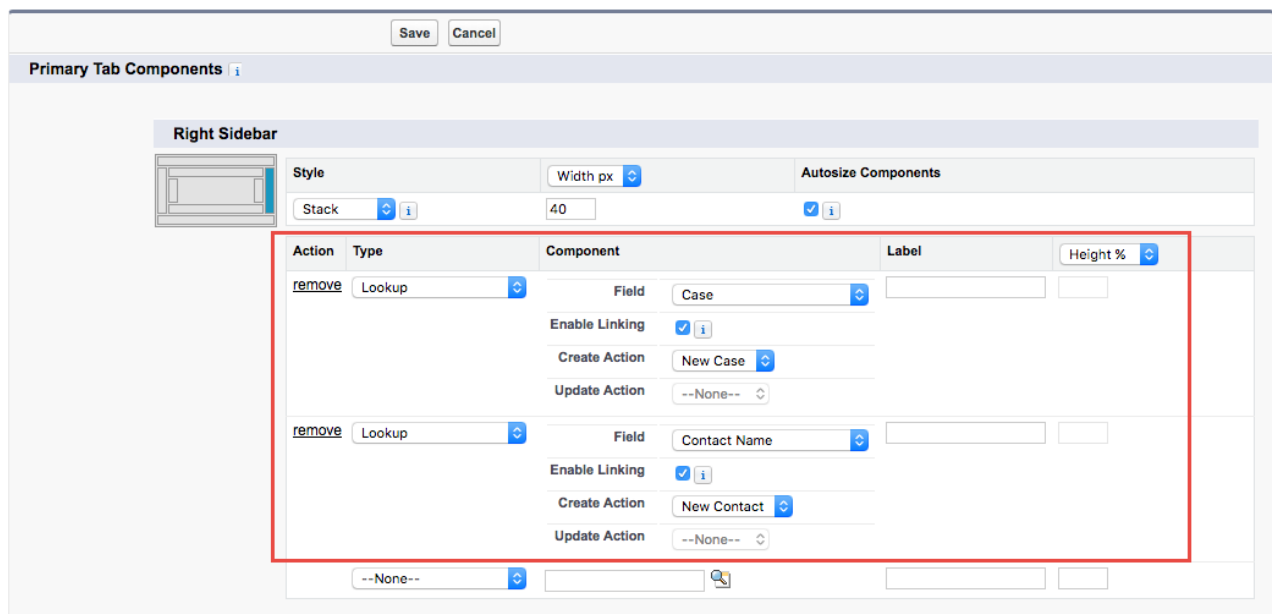 Save Cancel
Primary Tab Components i
Right Sidebar
Style Width px Autosize Components
Stack i 40 i
Action Type Component Label Height %
remove Lookup Field Case
Enable Linking i
Create Action New Case
Update Action --None--
remove Lookup Field Contact Name
Enable Linking i
Create Action New Contact
Update Action --None--
--None--